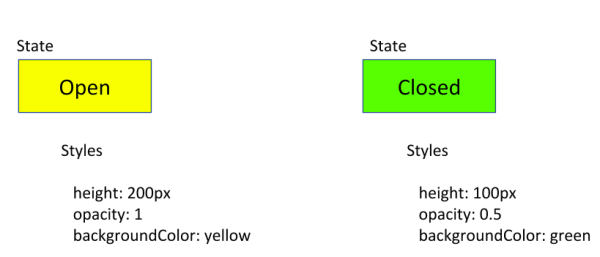 State
Open
Styles
height: 200px
opacity: 1
backgroundColor: yellow
State
Closed
Styles
height: 100px
opacity: 0.5
backgroundColor: green